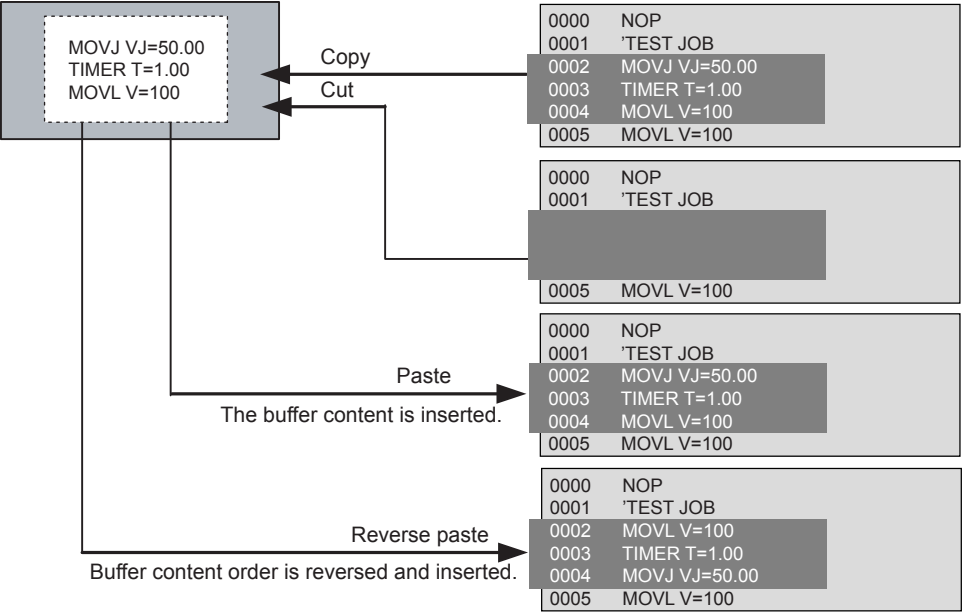 MOVJ VJ=50.00
TIMER T=1.00
MOVL V=100
Copy
Cut
0000 NOP
0001 'TEST JOB
0002 MOVJ VJ=50.00
0003 TIMER T=1.00
0004 MOVL V=100
0005 MOVL V=100
0000 NOP
0001 'TEST JOB
0005 MOVL V=100
Paste
The buffer content is inserted.
0000 NOP
0001 'TEST JOB
0002 MOVJ VJ=50.00
0003 TIMER T=1.00
0004 MOVL V=100
0005 MOVL V=100
Reverse paste
Buffer content order is reversed and inserted.
0000 NOP
0001 'TEST JOB
0002 MOVL V=100
0003 TIMER T=1.00
0004 MOVJ VJ=50.00
0005 MOVL V=100